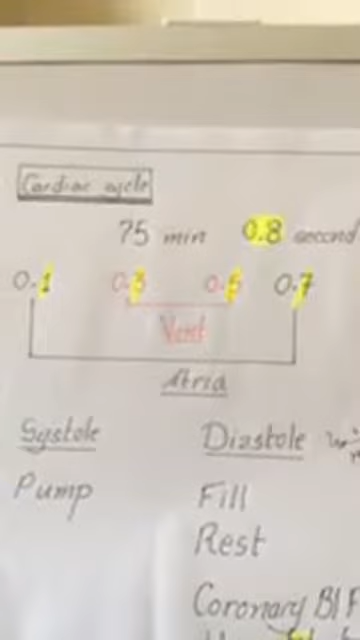 Cardiac cycle
75 min 0.8 second
0.1 0.3 0.5 0.7
Vent
Atria
Systole Diastole
Pump Fill
Rest
Coronary Bl F